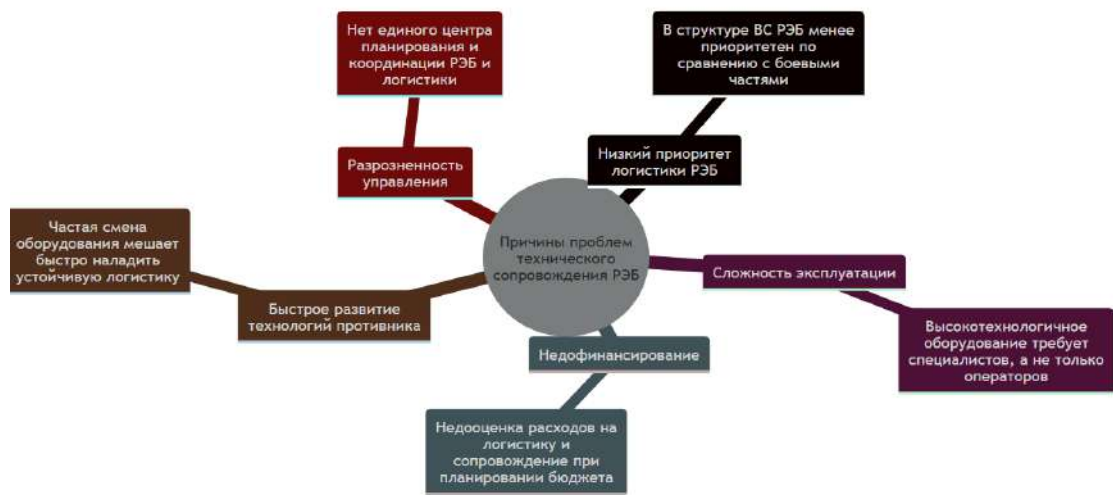 Нет единого центра
планирования и
координации РЭБ и
логистики
В структуре ВС РЭБ менее
приоритетен по
сравнению с боевыми
частями
Разрозненность
управления
Низкий приоритет
логистики РЭБ
Частая смена
оборудования мешает
быстро наладить
устойчивую логистику
Причины проблем
технического
сопровождения РЭБ
Сложность эксплуатации
Быстрое развитие
технологий противника
Недофинансирование
Высокотехнологичное
оборудование требует
специалистов, а не только
операторов
Недооценка расходов на
логистику и
сопровождение при
планировании бюджета